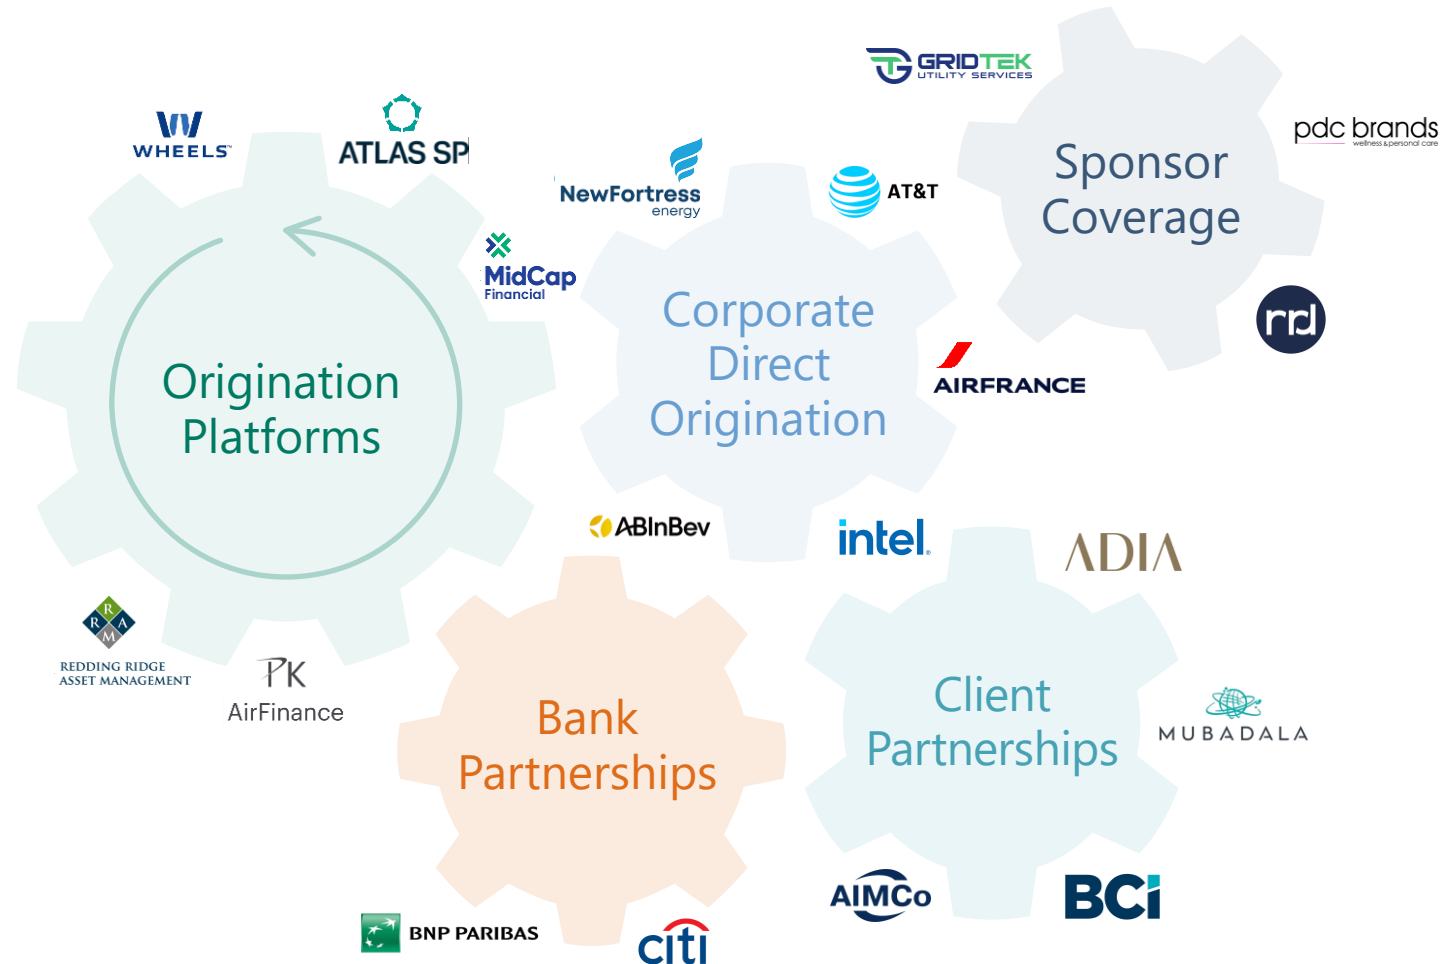 WHEELS™
ATLAS SP
MidCap
Financial
Origination
Platforms
R
R A
M
REDDING RIDGE
ASSET MANAGEMENT
PK
AirFinance
NewFortress
energy
AT&T
Corporate
Direct
Origination
AIRFRANCE
ABInBev
intel®
GRIDTEK
UTILITY SERVICES
pdc brands
wellness & personal care
Sponsor
Coverage
rrd
Bank
Partnerships
BNP PARIBAS
citi
ADIA
Client
Partnerships
MUBADALA
AIMCo
BCi